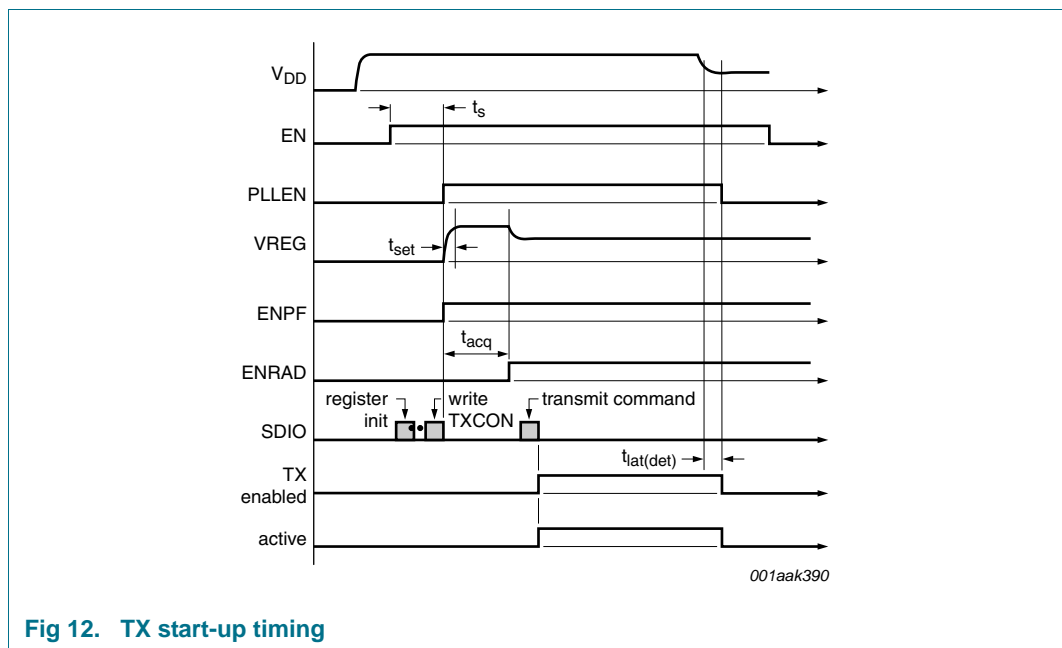 VDD
ts
EN
PLLEN
VREG
tset
ENPF
tacq
ENRAD
register
init
write
TXCON
transmit command
SDIO
tlat(det)
TX
enabled
active
001aak390
Fig 12. TX start-up timing